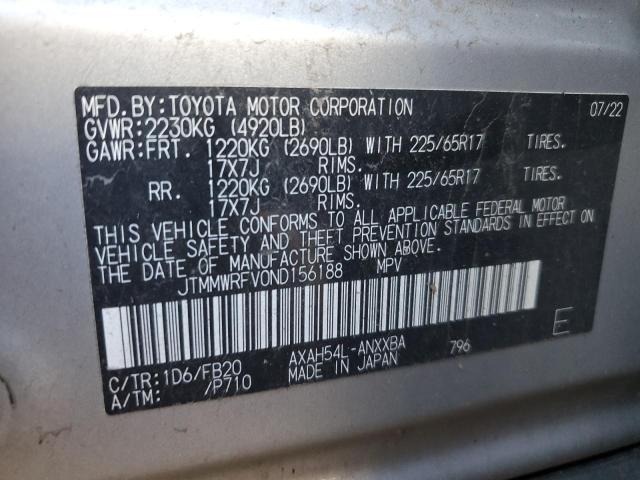 MFD. BY: TOYOTA MOTOR CORPORATION 07/22
GVWR: 2230KG (4920LB)
GAWR: FRT. 1220KG (2690LB) WITH 225/65R17 TIRES.
17X7J RIMS.
RR. 1220KG (2690LB) WITH 225/65R17 TIRES.
17X7J RIMS.
THIS VEHICLE CONFORMS TO ALL APPLICABLE FEDERAL MOTOR
VEHICLE SAFETY AND THEFT PREVENTION STANDARDS IN EFFECT ON
THE DATE OF MANUFACTURE SHOWN ABOVE.
JTMMWRFV0ND156188 MPV
E
C/TR: 1D6/FB20 AXAH54L-ANXXBA 796
A/TM: /P710 MADE IN JAPAN